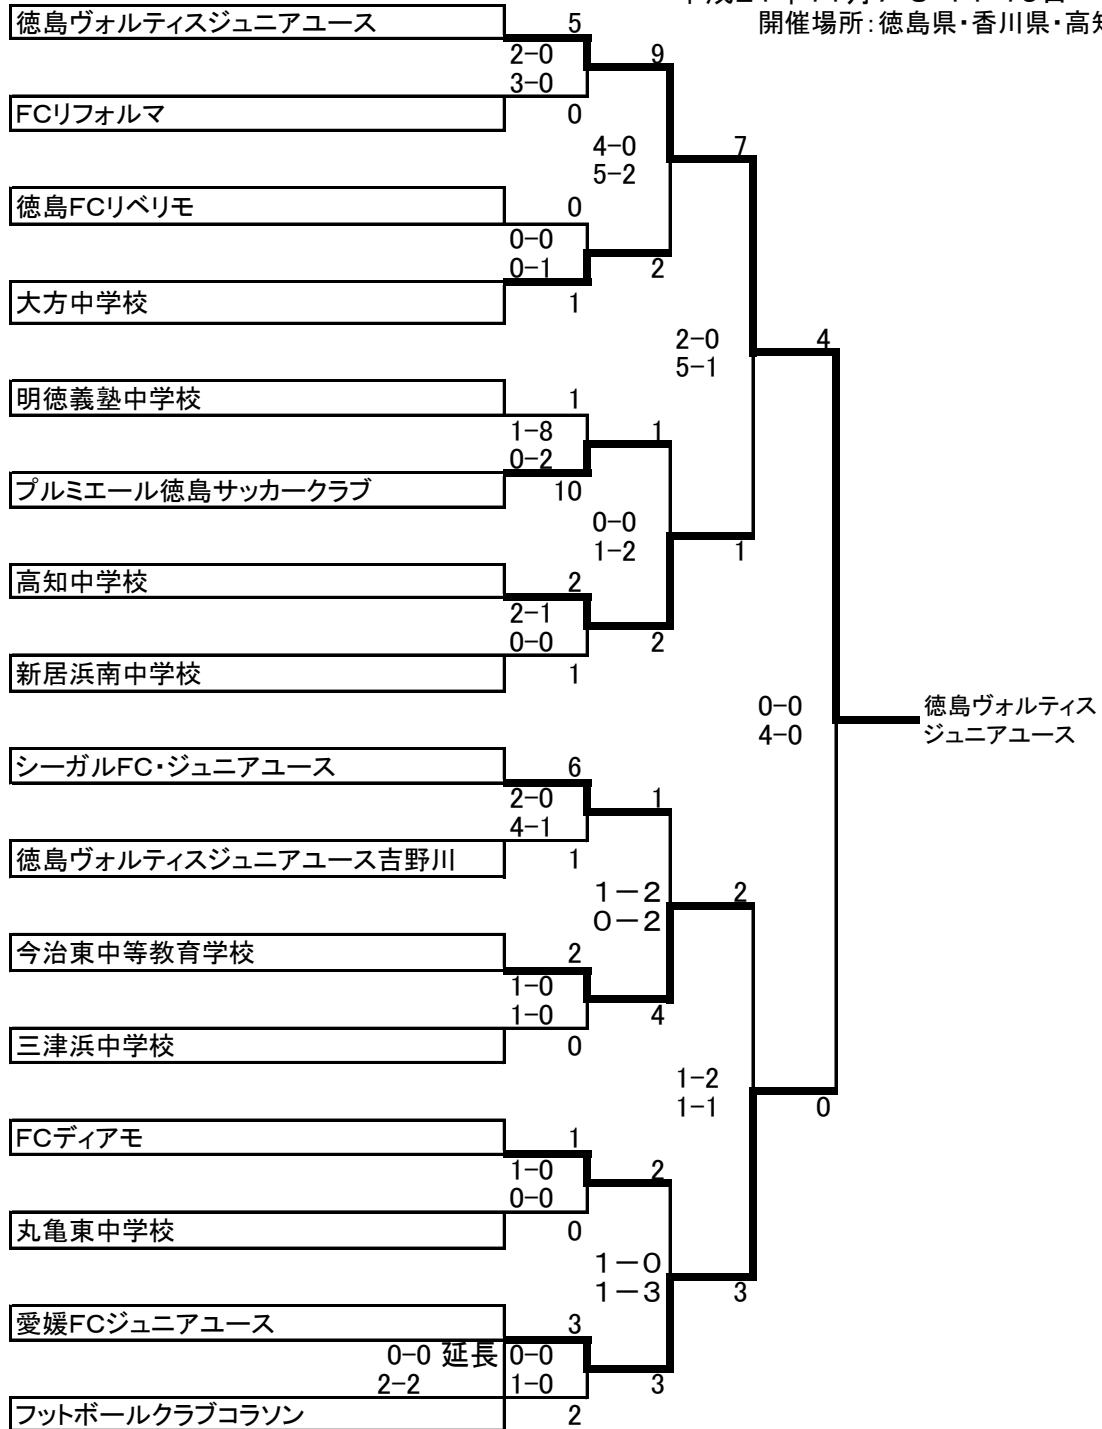 徳島ヴォルティスジュニアユース
5
開催場所：徳島県・香川県・高知
2-0
3-0
9
FCリフォルマ
0
4-0
5-2
7
徳島FCリベリモ
0
0-0
0-1
2
大方中学校
1
2-0
5-1
4
明徳義塾中学校
1
1-8
0-2
1
プルミエール徳島サッカークラブ
10
0-0
1-2
1
高知中学校
2
2-1
0-0
2
新居浜南中学校
1
0-0
4-0
徳島ヴォルティス
ジュニアユース
シーガルFC・ジュニアユース
6
2-0
4-1
1
徳島ヴォルティスジュニアユース吉野川
1
1－2
0－2
2
今治東中等教育学校
2
1-0
1-0
4
三津浜中学校
0
1-2
1-1
0
FCディアモ
1
1-0
0-0
2
丸亀東中学校
0
1－0
1－3
3
愛媛FCジュニアユース
3
0-0 延長 0-0
2-2 1-0
3
フットボールクラブコラソン
2